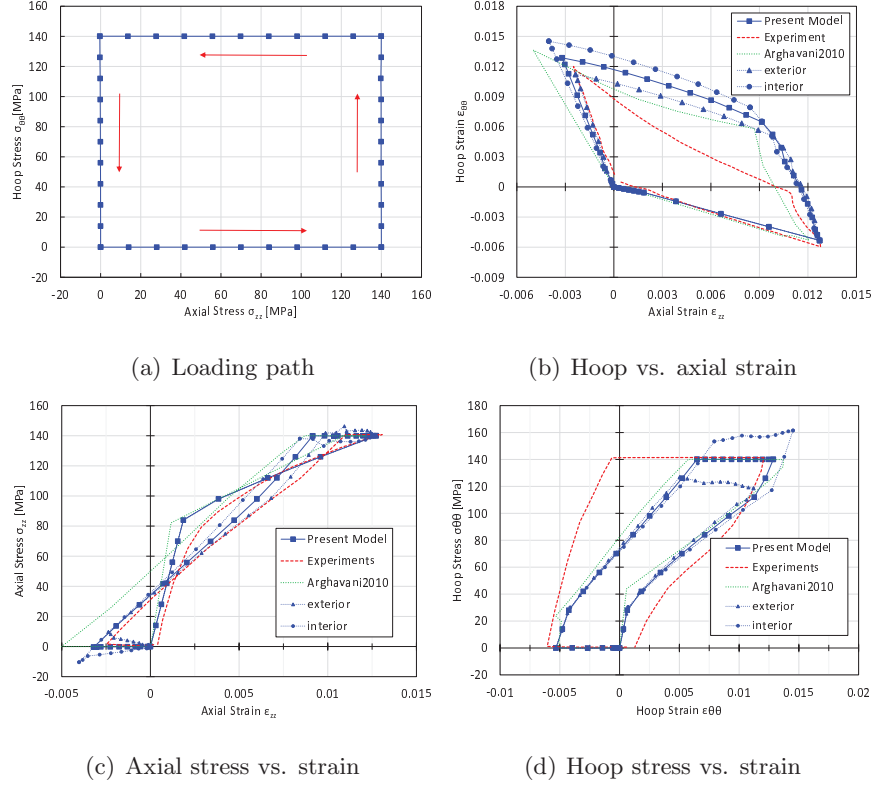 160
140
120
100
80
60
40
20
0
-20
-20 0 20 40 60 80 100 120 140 160
Hoop Stress σθθ[MPa]
Axial Stress σzz [MPa]
(a) Loading path
0.018
0.015
0.012
0.009
0.006
0.003
0
-0.003
-0.006
-0.009
-0.006 -0.003 0 0.003 0.006 0.009 0.012 0.015
Hoop Strain εθθ
Axial Strain εzz
Present Model
Experiment
Arghavani2010
exterior
interior
(b) Hoop vs. axial strain
160
140
120
100
80
60
40
20
0
-20
-0.005 0 0.005 0.01 0.015
Axial Stress σzz [MPa]
Axial Strain εzz
Present Model
Experiments
Arghavani2010
exterior
interior
(c) Axial stress vs. strain
180
160
140
120
100
80
60
40
20
0
-20
-0.01 -0.005 0 0.005 0.01 0.015 0.02
Hoop Stress σθθ [MPa]
Hoop Strain εθθ
Present Model
Experiments
Arghavani2010
exterior
interior
(d) Hoop stress vs. strain